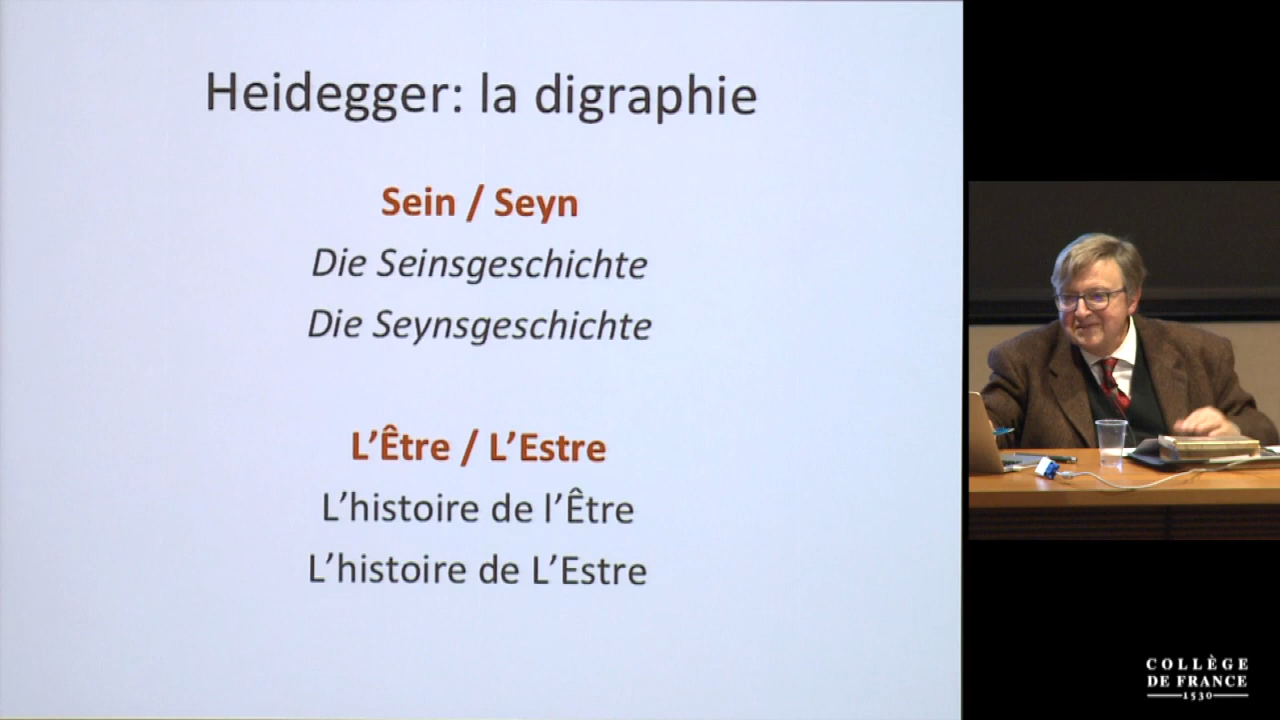 Heidegger: la digraphie
Sein / Seyn
Die Seinsgeschichte
Die Seynsgeschichte
L’Être / L’Estre
L’histoire de l’Être
L’histoire de L’Estre
COLLÈGE
DE FRANCE
1530